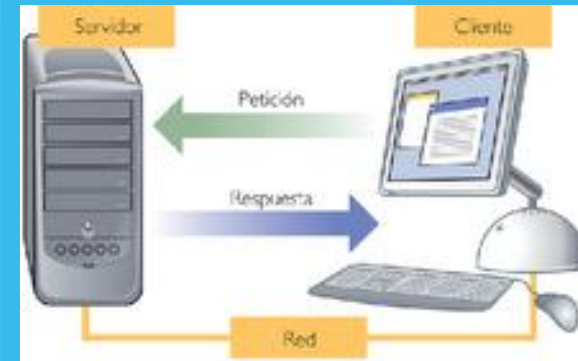 Servidor
Cliente
Petición
Respuesta
Red